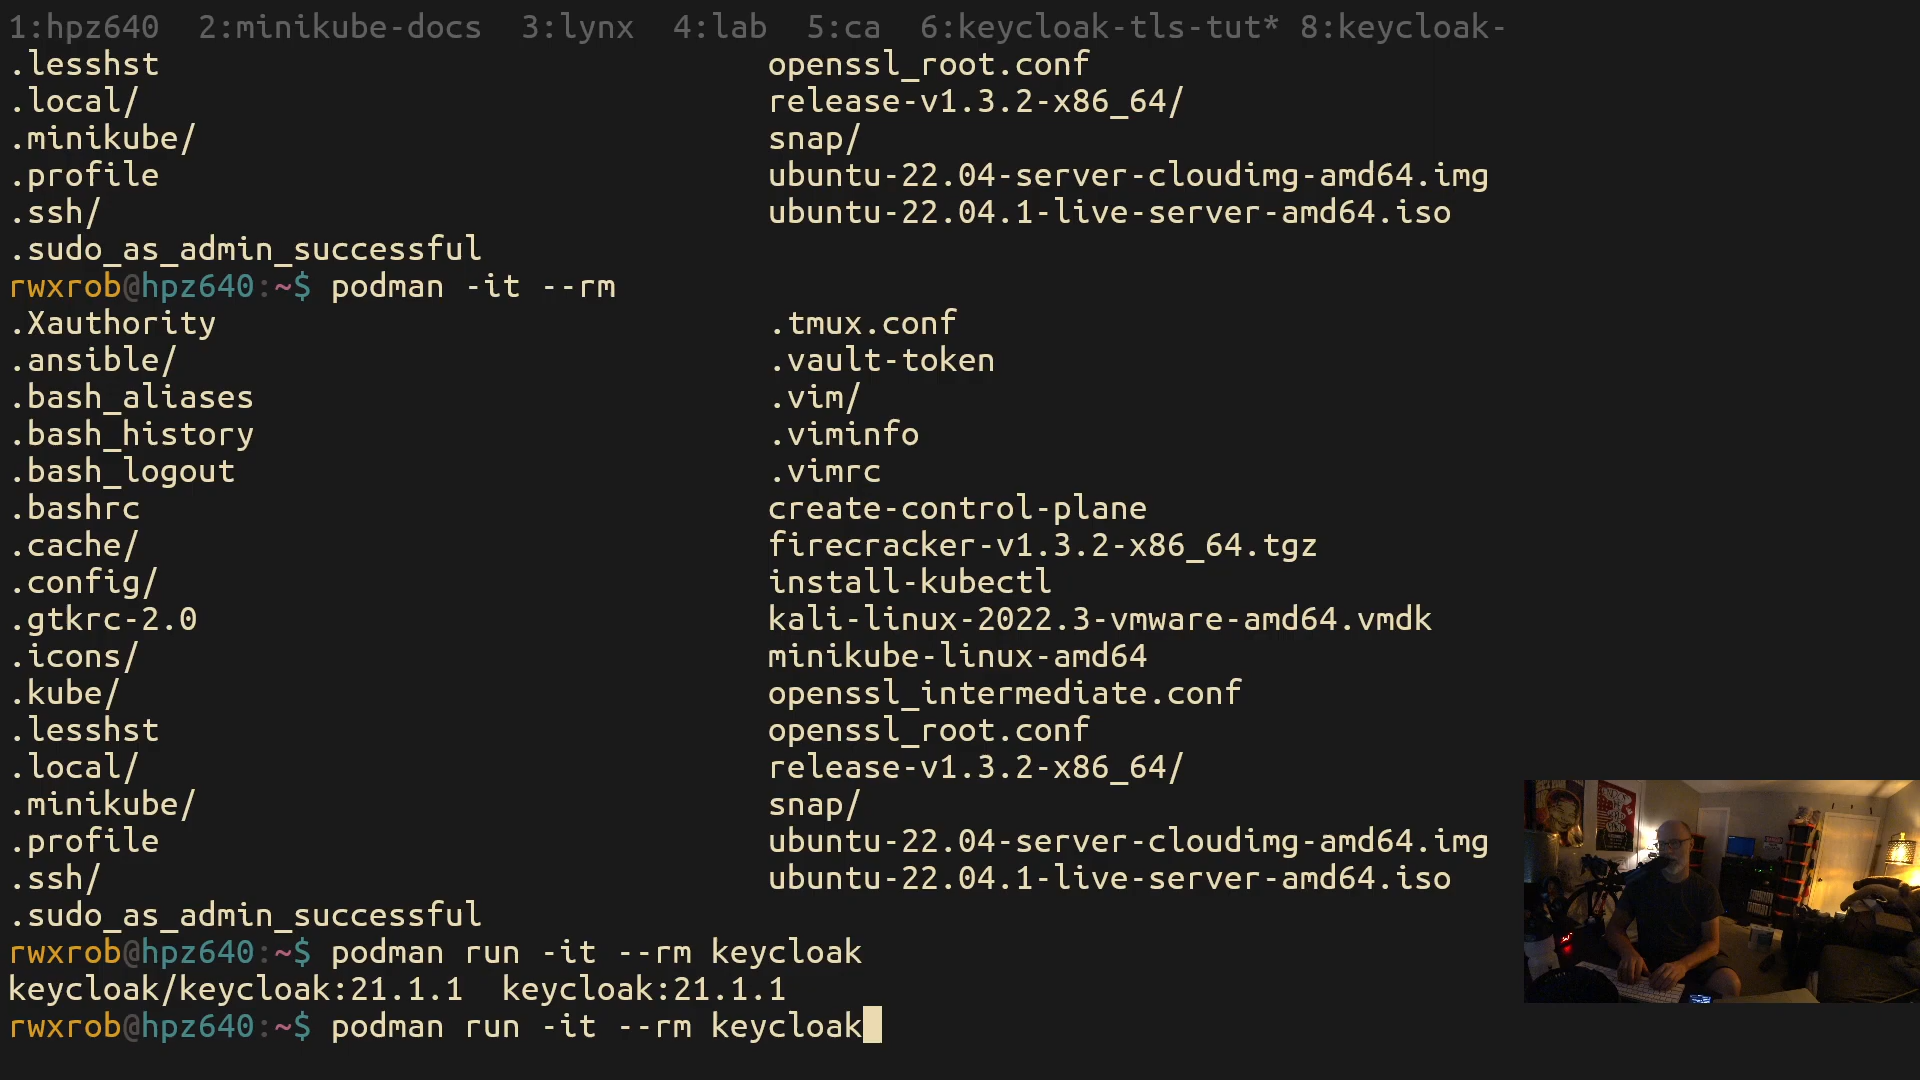 1:hpz640  2:minikube-docs  3:lynx  4:lab  5:ca  6:keycloak-tls-tut* 8:keycloak-
.lesshst openssl_root.conf
.local/ release-v1.3.2-x86_64/
.minikube/ snap/
.profile ubuntu-22.04-server-cloudimg-amd64.img
.ssh/ ubuntu-22.04.1-live-server-amd64.iso
.sudo_as_admin_successful
rwxrob@hpz640:~$ podman -it --rm
.Xauthority .tmux.conf
.ansible/ .vault-token
.bash_aliases .vim/
.bash_history .viminfo
.bash_logout .vimrc
.bashrc create-control-plane
.cache/ firecracker-v1.3.2-x86_64.tgz
.config/ install-kubectl
.gtkrc-2.0 kali-linux-2022.3-vmware-amd64.vmdk
.icons/ minikube-linux-amd64
.kube/ openssl_intermediate.conf
.lesshst openssl_root.conf
.local/ release-v1.3.2-x86_64/
.minikube/ snap/
.profile ubuntu-22.04-server-cloudimg-amd64.img
.ssh/ ubuntu-22.04.1-live-server-amd64.iso
.sudo_as_admin_successful
rwxrob@hpz640:~$ podman run -it --rm keycloak
keycloak/keycloak:21.1.1  keycloak:21.1.1
rwxrob@hpz640:~$ podman run -it --rm keycloak